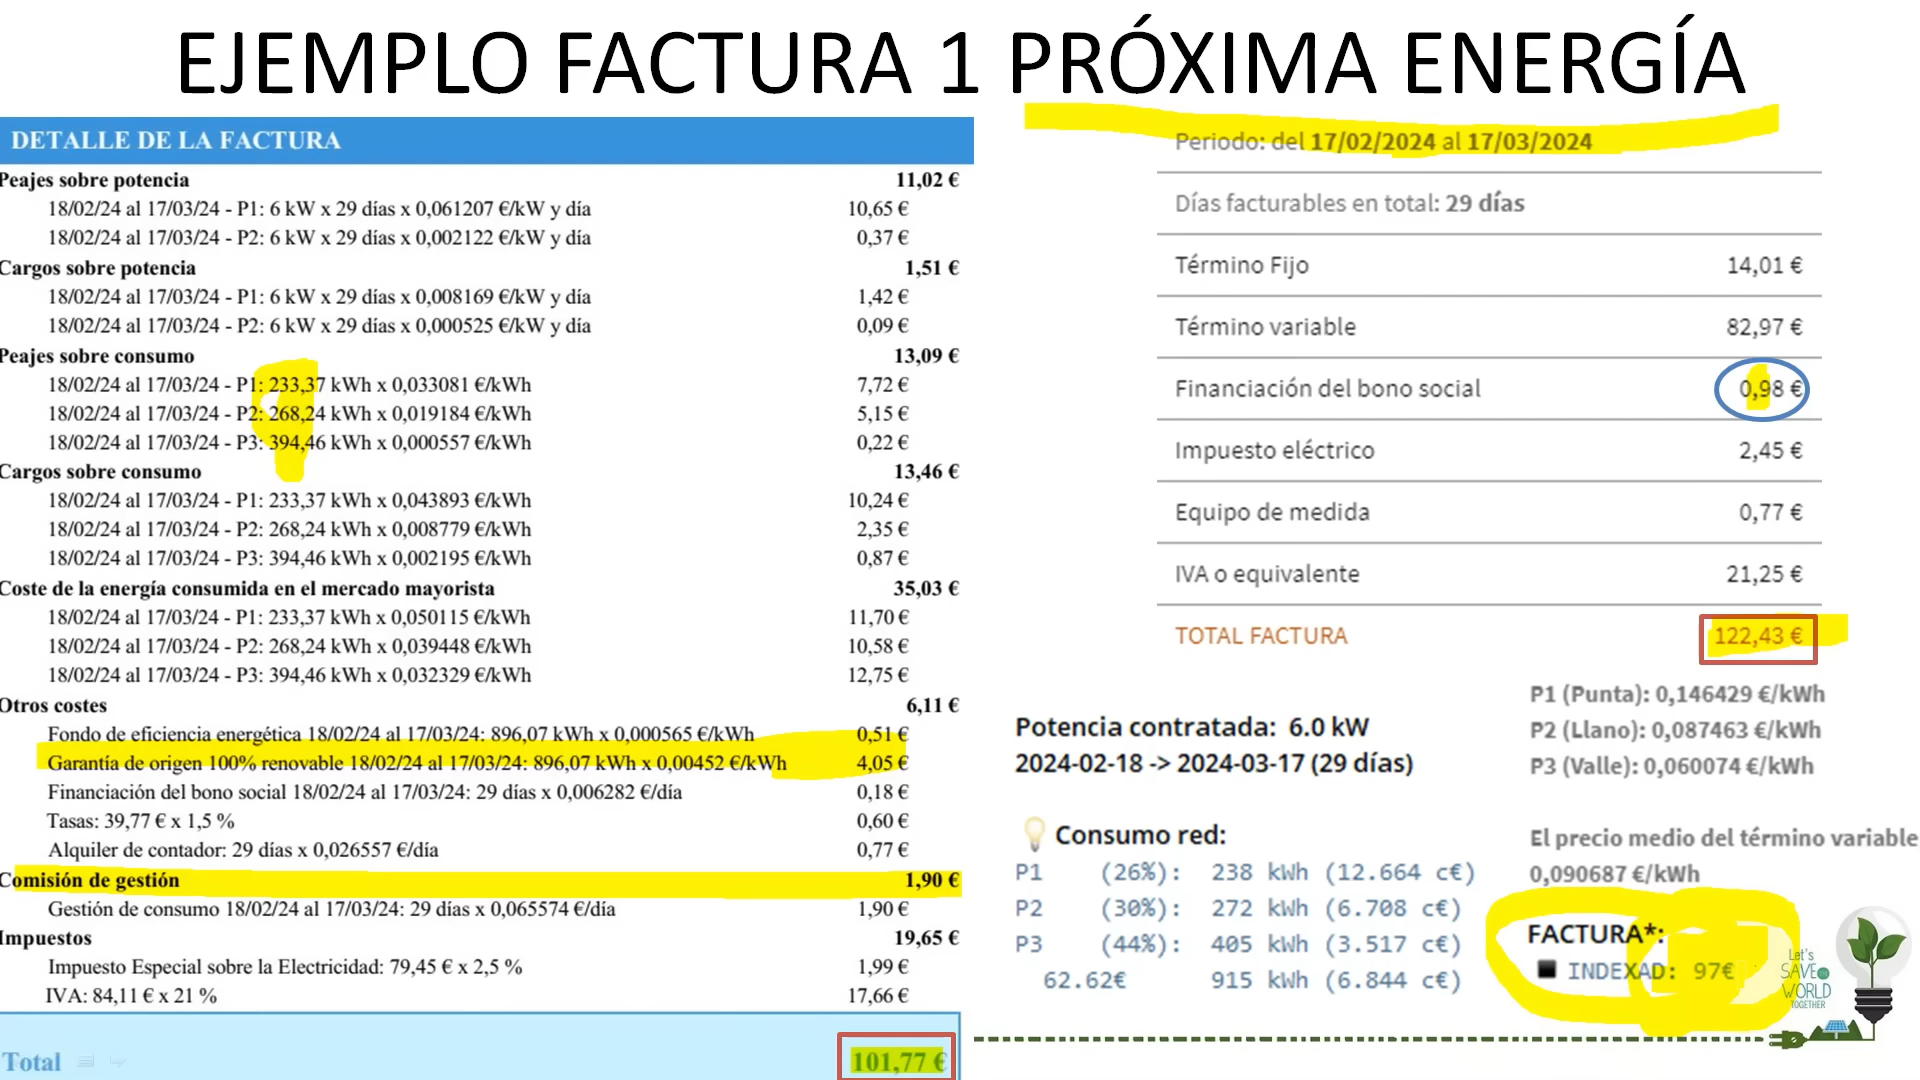 EJEMPLO FACTURA 1 PRÓXIMA ENERGÍA
DETALLE DE LA FACTURA
Peajes sobre potencia 11,02 €
18/02/24 al 17/03/24 - P1: 6 kW x 29 días x 0,061207 €/kW y día 10,65 €
18/02/24 al 17/03/24 - P2: 6 kW x 29 días x 0,002122 €/kW y día 0,37 €
Cargos sobre potencia 1,51 €
18/02/24 al 17/03/24 - P1: 6 kW x 29 días x 0,008169 €/kW y día 1,42 €
18/02/24 al 17/03/24 - P2: 6 kW x 29 días x 0,000525 €/kW y día 0,09 €
Peajes sobre consumo 13,09 €
18/02/24 al 17/03/24 - P1: 233,37 kWh x 0,033081 €/kWh 7,72 €
18/02/24 al 17/03/24 - P2: 268,24 kWh x 0,019184 €/kWh 5,15 €
18/02/24 al 17/03/24 - P3: 394,46 kWh x 0,000557 €/kWh 0,22 €
Cargos sobre consumo 13,46 €
18/02/24 al 17/03/24 - P1: 233,37 kWh x 0,043893 €/kWh 10,24 €
18/02/24 al 17/03/24 - P2: 268,24 kWh x 0,008779 €/kWh 2,35 €
18/02/24 al 17/03/24 - P3: 394,46 kWh x 0,002195 €/kWh 0,87 €
Coste de la energía consumida en el mercado mayorista 35,03 €
18/02/24 al 17/03/24 - P1: 233,37 kWh x 0,050115 €/kWh 11,70 €
18/02/24 al 17/03/24 - P2: 268,24 kWh x 0,039448 €/kWh 10,58 €
18/02/24 al 17/03/24 - P3: 394,46 kWh x 0,032329 €/kWh 12,75 €
Otros costes 6,11 €
Fondo de eficiencia energética 18/02/24 al 17/03/24: 896,07 kWh x 0,000565 €/kWh 0,51 €
Garantía de origen 100% renovable 18/02/24 al 17/03/24: 896,07 kWh x 0,00452 €/kWh 4,05 €
Financiación del bono social 18/02/24 al 17/03/24: 29 días x 0,006282 €/día 0,18 €
Tasas: 39,77 € x 1,5 % 0,60 €
Alquiler de contador: 29 días x 0,026557 €/día 0,77 €
Comisión de gestión 1,90 €
Gestión de consumo 18/02/24 al 17/03/24: 29 días x 0,065574 €/día 1,90 €
Impuestos 19,65 €
Impuesto Especial sobre la Electricidad: 79,45 € x 2,5 % 1,99 €
IVA: 84,11 € x 21 % 17,66 €
Total 101,77 €
Periodo: del 17/02/2024 al 17/03/2024
Días facturables en total: 29 días
Término Fijo 14,01 €
Término variable 82,97 €
Financiación del bono social 0,98 €
Impuesto eléctrico 2,45 €
Equipo de medida 0,77 €
IVA o equivalente 21,25 €
TOTAL FACTURA 122,43 €
Potencia contratada: 6.0 kW
2024-02-18 -> 2024-03-17 (29 días)
Consumo red:
P1 (26%): 238 kWh (12.664 c€)
P2 (30%): 272 kWh (6.708 c€)
P3 (44%): 405 kWh (3.517 c€)
62.62€ 915 kWh (6.844 c€)
P1 (Punta): 0,146429 €/kWh
P2 (Llano): 0,087463 €/kWh
P3 (Valle): 0,060074 €/kWh
El precio medio del término variable
0,090687 €/kWh
FACTURA*:
INDEXAD: 97€
Let's
SAVE
WORLD
TOGETHER